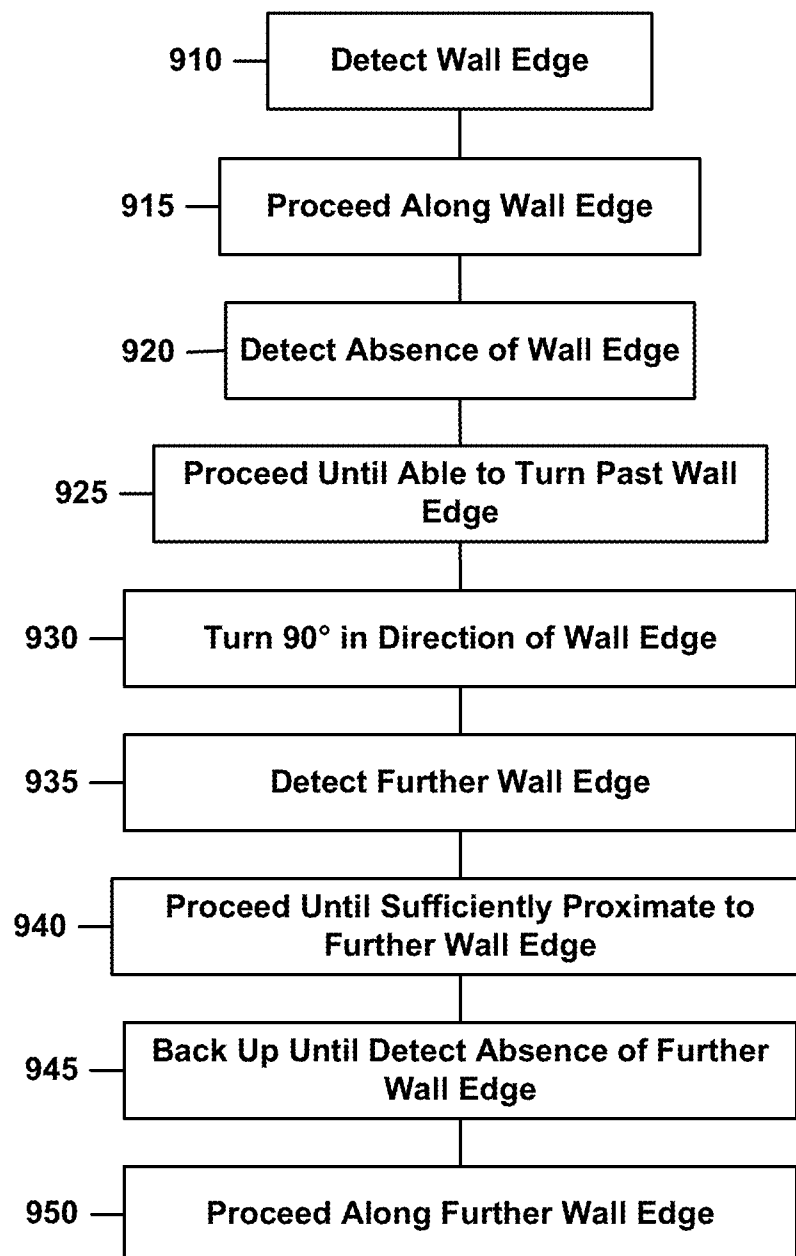 910 Detect Wall Edge
915 Proceed Along Wall Edge
920 Detect Absence of Wall Edge
925 Proceed Until Able to Turn Past Wall
Edge
930 Turn 90° in Direction of Wall Edge
935 Detect Further Wall Edge
940 Proceed Until Sufficiently Proximate to
Further Wall Edge
945 Back Up Until Detect Absence of Further
Wall Edge
950 Proceed Along Further Wall Edge